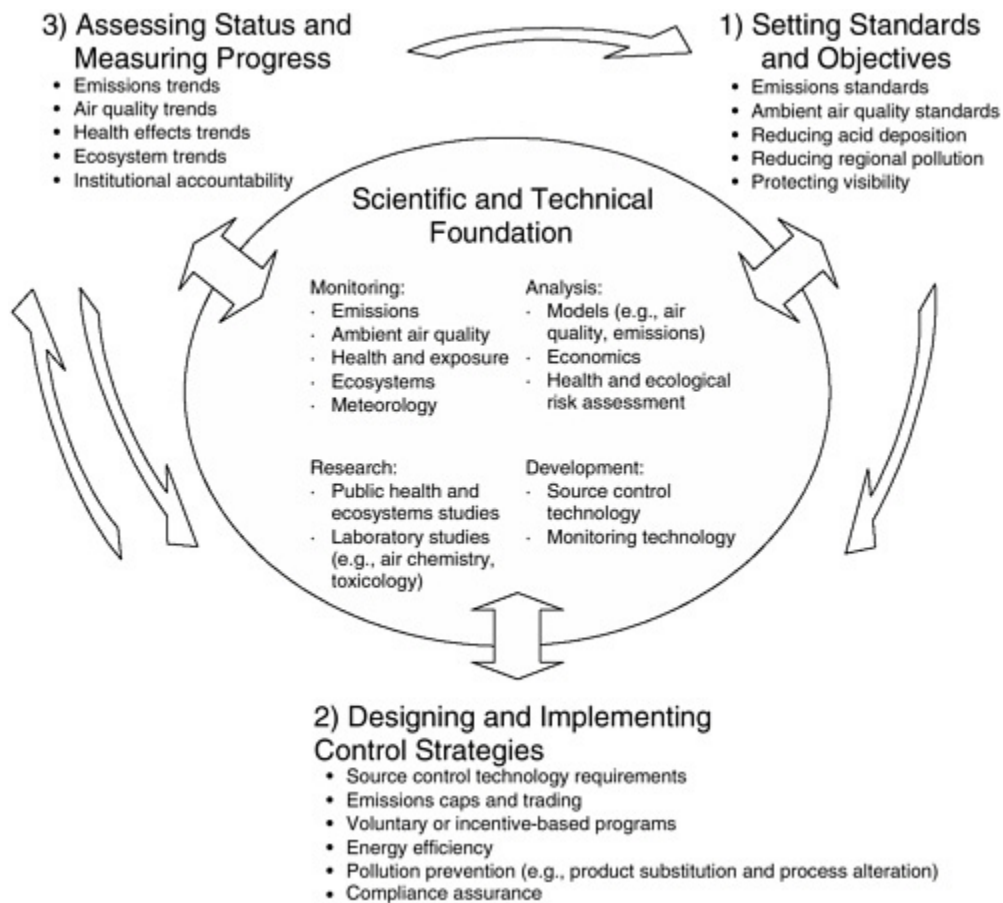 3) Assessing Status and
Measuring Progress
• Emissions trends
• Air quality trends
• Health effects trends
• Ecosystem trends
• Institutional accountability
1) Setting Standards
and Objectives
• Emissions standards
• Ambient air quality standards
• Reducing acid deposition
• Reducing regional pollution
• Protecting visibility
Scientific and Technical
Foundation
Monitoring:
· Emissions
· Ambient air quality
· Health and exposure
· Ecosystems
· Meteorology
Analysis:
· Models (e.g., air
quality, emissions)
· Economics
· Health and ecological
risk assessment
Research:
· Public health and
ecosystems studies
· Laboratory studies
(e.g., air chemistry,
toxicology)
Development:
· Source control
technology
· Monitoring technology
2) Designing and Implementing
Control Strategies
• Source control technology requirements
• Emissions caps and trading
• Voluntary or incentive-based programs
• Energy efficiency
• Pollution prevention (e.g., product substitution and process alteration)
• Compliance assurance